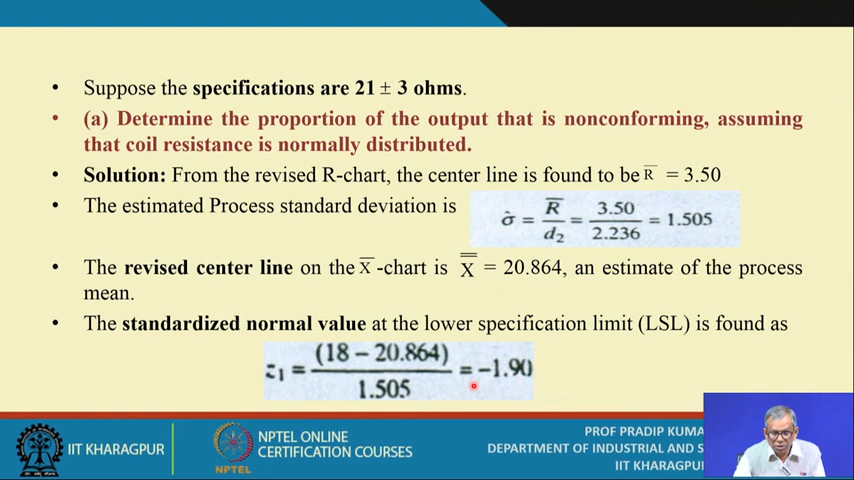 • Suppose the specifications are 21 ± 3 ohms.
• (a) Determine the proportion of the output that is nonconforming, assuming
that coil resistance is normally distributed.
• Solution: From the revised R-chart, the center line is found to be R̅ = 3.50
• The estimated Process standard deviation is σ̂ = R̅ / d₂ = 3.50 / 2.236 = 1.505
• The revised center line on the X̅ -chart is X̿ = 20.864, an estimate of the process
mean.
• The standardized normal value at the lower specification limit (LSL) is found as
z₁ = (18 − 20.864) / 1.505 = −1.90
IIT KHARAGPUR
NPTEL
NPTEL ONLINE
CERTIFICATION COURSES
PROF PRADIP KUMA
DEPARTMENT OF INDUSTRIAL AND S
IIT KHARAGPU